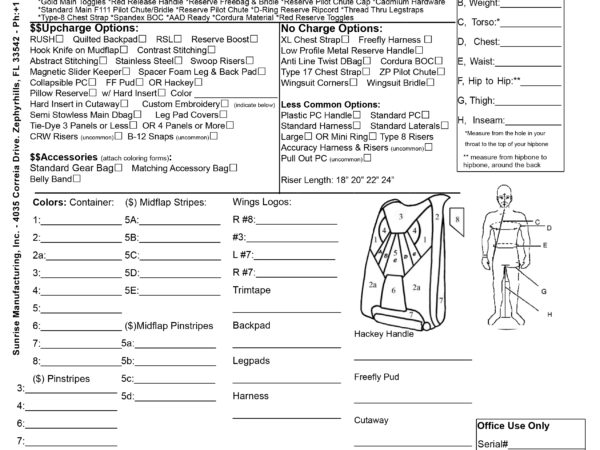 *Gold Main Toggles *Red Release Handle *Reserve Freebag & Bridle *Reserve Pilot Chute Cap *Cadmium Hardware
*Standard Main F111 Pilot Chute/Bridle *Reserve Pilot Chute *D-Ring Reserve Ripcord *Thread Thru Legstraps
*Type-8 Chest Strap *Spandex BOC *AAD Ready *Cordura Material *Red Reserve Toggles
Sunrise Manufacturing, Inc. - 4035 Correia Drive. Zephyrhills, FL 33542 - Ph:+1
$$Upcharge Options:
RUSH☐ Quilted Backpad☐ RSL☐ Reserve Boost☐
Hook Knife on Mudflap☐ Contrast Stitching☐
Abstract Stitching☐ Stainless Steel☐ Swoop Risers☐
Magnetic Slider Keeper☐ Spacer Foam Leg & Back Pad☐
Collapsible PC☐ FF Pud☐ OR Hackey☐
Pillow Reserve☐ w/ Hard Insert☐ Color
Hard Insert in Cutaway☐ Custom Embroidery☐ (indicate below)
Semi Stowless Main Dbag☐ Leg Pad Covers☐
Tie-Dye 3 Panels or Less☐ OR 4 Panels or More☐
CRW Risers (uncommon)☐ B-12 Snaps (uncommon)☐
$$Accessories (attach coloring forms):
Standard Gear Bag☐ Matching Accessory Bag☐
Belly Band☐
No Charge Options:
XL Chest Strap☐ Freefly Harness☐
Low Profile Metal Reserve Handle☐
Anti Line Twist DBag☐ Cordura BOC☐
Type 17 Chest Strap☐ ZP Pilot Chute☐
Wingsuit Corners☐ Wingsuit Bridle☐
Less Common Options:
Plastic PC Handle☐ Standard PC☐
Standard Harness☐ Standard Laterals☐
Large☐ OR Mini Ring☐ Type 8 Risers
Accuracy Harness & Risers (uncommon)☐
Pull Out PC (uncommon)☐
Riser Length: 18" 20" 22" 24"
B, Weight:
C, Torso:*
D, Chest:
E, Waist:
F, Hip to Hip:**
G, Thigh:
H, Inseam:
*Measure from the hole in your
throat to the top of your hipbone
** measure from hipbone to
hipbone, around the back
Colors: Container:
1:
2:
2a:
3:
4:
5:
6:
7:
8:
($) Pinstripes
3:
4:
6:
7:
($) Midflap Stripes:
5A:
5B:
5C:
5D:
5E:
($)Midflap Pinstripes
5a:
5b:
5c:
5d:
Wings Logos:
R #8:
#3:
L #7:
R #7:
Trimtape
Backpad
Legpads
Harness
3
8
4
4
1
1
5
e
2a
6
2a
7
C
D
E
G
H
Hackey Handle
Freefly Pud
Cutaway
Office Use Only
Serial#